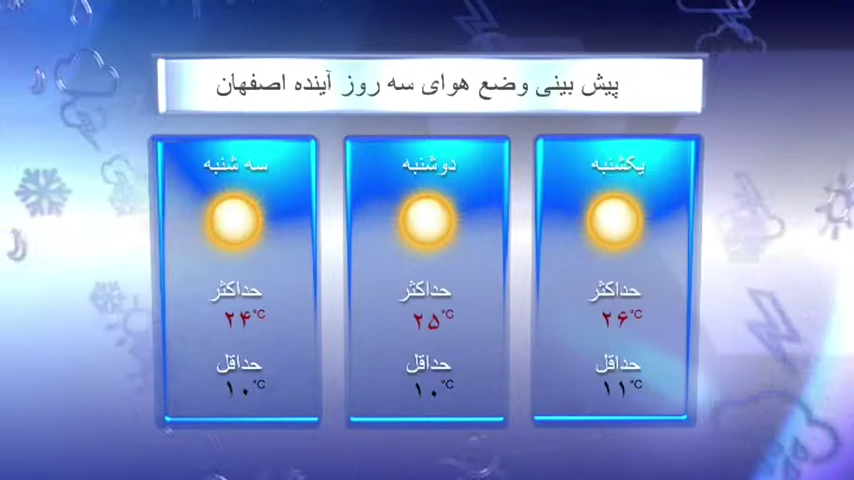 پیش بینی وضع هوای سه روز آینده اصفهان
یکشنبه
حداکثر
۲۶°C
حداقل
۱۱°C
دوشنبه
حداکثر
۲۵°C
حداقل
۱۰°C
سه شنبه
حداکثر
۲۴°C
حداقل
۱۰°C